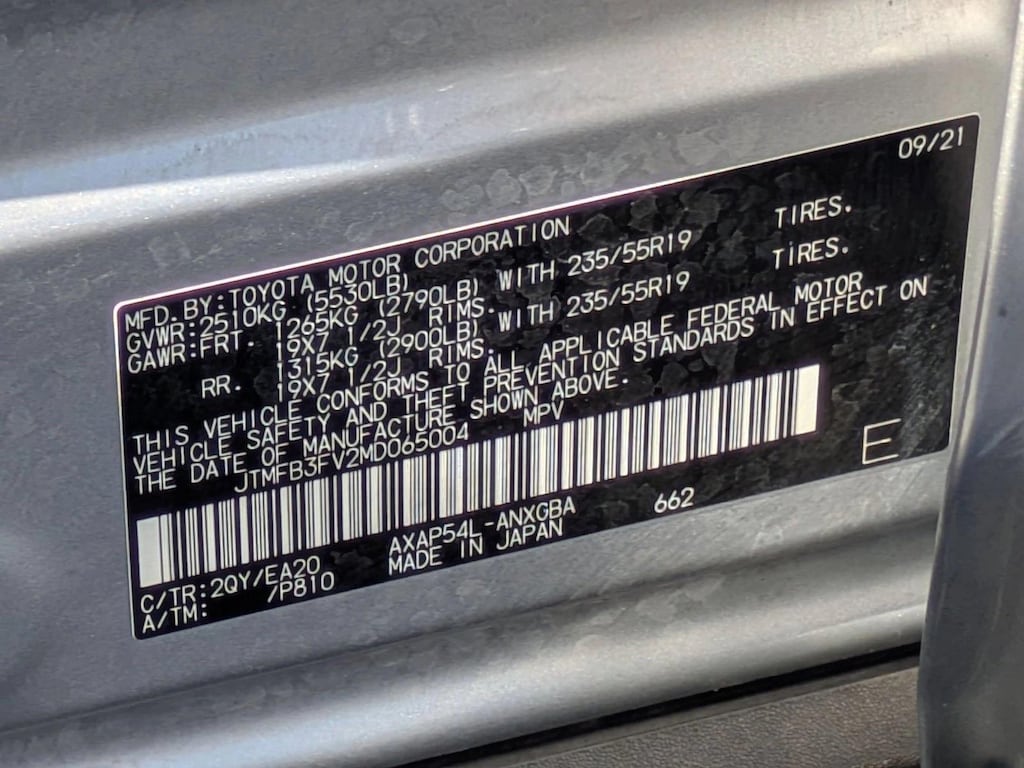 09/21
MFD.BY:TOYOTA MOTOR CORPORATION
GVWR:2510KG (5530LB)
GAWR:FRT. 1265KG (2790LB) WITH 235/55R19 TIRES.
19X7 1/2J RIMS.
RR. 1315KG (2900LB) WITH 235/55R19 TIRES.
19X7 1/2J RIMS.
THIS VEHICLE CONFORMS TO ALL APPLICABLE FEDERAL MOTOR
VEHICLE SAFETY AND THEFT PREVENTION STANDARDS IN EFFECT ON
THE DATE OF MANUFACTURE SHOWN ABOVE.
JTMFB3FV2MD065004 MPV
E
C/TR:2QY/EA20 AXAP54L-ANXGBA 662
A/TM: /P810 MADE IN JAPAN